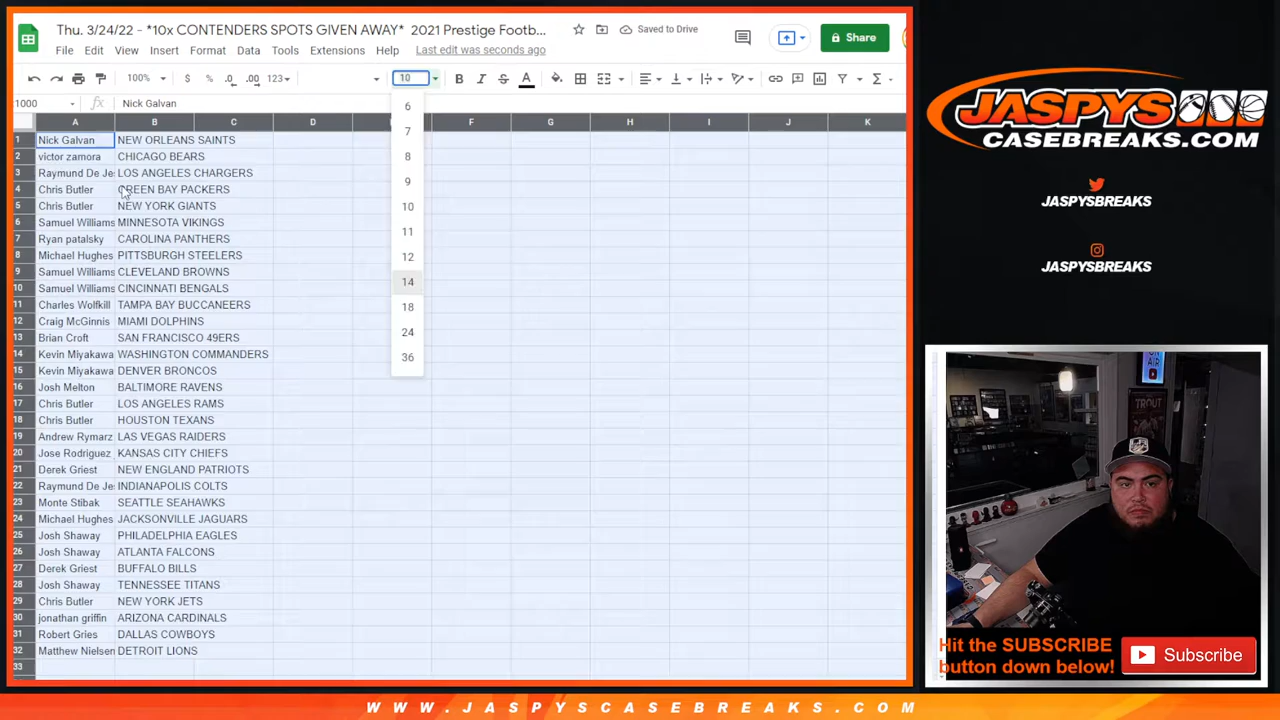 Thu. 3/24/22 - *10x CONTENDERS SPOTS GIVEN AWAY* 2021 Prestige Footb...
Saved to Drive
Share
File Edit View Insert Format Data Tools Extensions Help Last edit was seconds ago
100% $ % .0 .00 123 10 B I S A
1000 fx Nick Galvan
A B C D F G H I J K
1 Nick Galvan NEW ORLEANS SAINTS
2 victor zamora CHICAGO BEARS
3 Raymund De Je LOS ANGELES CHARGERS
4 Chris Butler GREEN BAY PACKERS
5 Chris Butler NEW YORK GIANTS
6 Samuel Williams MINNESOTA VIKINGS
7 Ryan patalsky CAROLINA PANTHERS
8 Michael Hughes PITTSBURGH STEELERS
9 Samuel Williams CLEVELAND BROWNS
10 Samuel Williams CINCINNATI BENGALS
11 Charles Wolfkill TAMPA BAY BUCCANEERS
12 Craig McGinnis MIAMI DOLPHINS
13 Brian Croft SAN FRANCISCO 49ERS
14 Kevin Miyakawa WASHINGTON COMMANDERS
15 Kevin Miyakawa DENVER BRONCOS
16 Josh Melton BALTIMORE RAVENS
17 Chris Butler LOS ANGELES RAMS
18 Chris Butler HOUSTON TEXANS
19 Andrew Rymarz LAS VEGAS RAIDERS
20 Jose Rodriguez KANSAS CITY CHIEFS
21 Derek Griest NEW ENGLAND PATRIOTS
22 Raymund De Je INDIANAPOLIS COLTS
23 Monte Stibak SEATTLE SEAHAWKS
24 Michael Hughes JACKSONVILLE JAGUARS
25 Josh Shaway PHILADELPHIA EAGLES
26 Josh Shaway ATLANTA FALCONS
27 Derek Griest BUFFALO BILLS
28 Josh Shaway TENNESSEE TITANS
29 Chris Butler NEW YORK JETS
30 jonathan griffin ARIZONA CARDINALS
31 Robert Gries DALLAS COWBOYS
32 Matthew Nielsen DETROIT LIONS
33
6
7
8
9
10
11
12
14
18
24
36
JASPYS
CASEBREAKS.COM
JASPYSBREAKS
JASPYSBREAKS
ON
AIR
TROUT
Hit the SUBSCRIBE
button down below!
Subscribe
WWW.JASPYSCASEBREAKS.COM